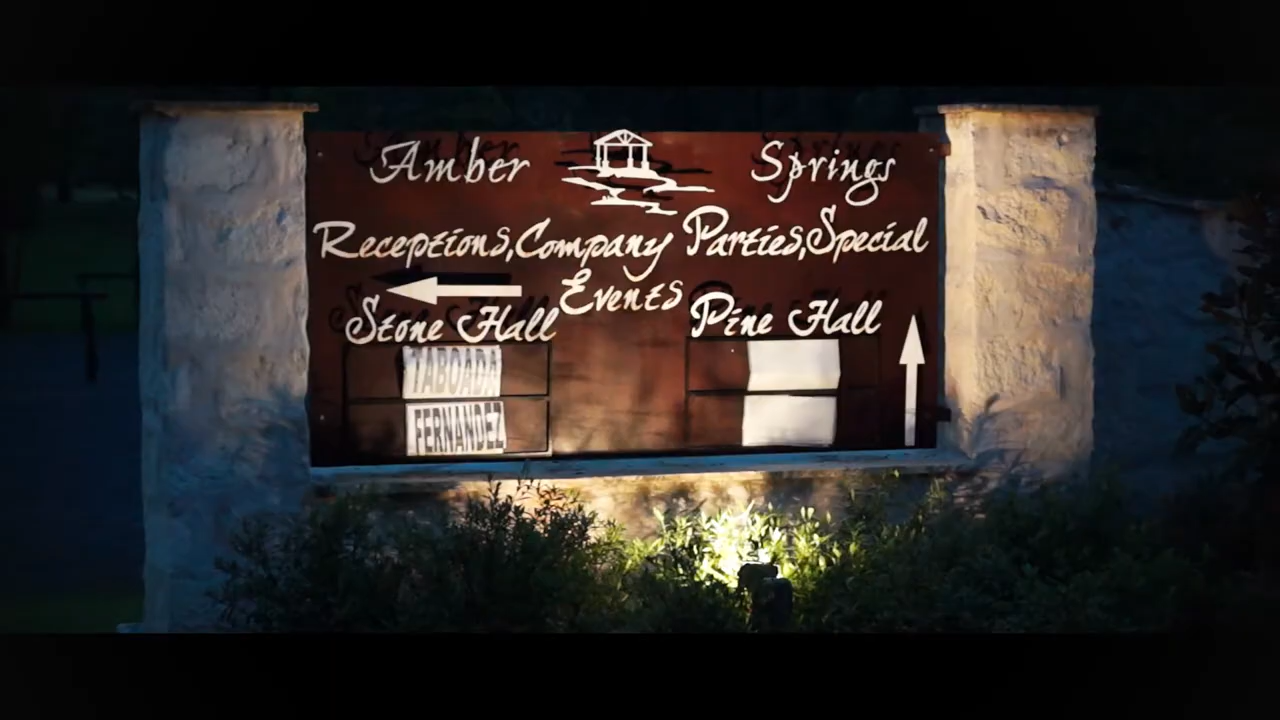 Amber Springs
Receptions, Company Parties, Special
Events
Stone Hall
TABOADA
FERNANDEZ
Pine Hall